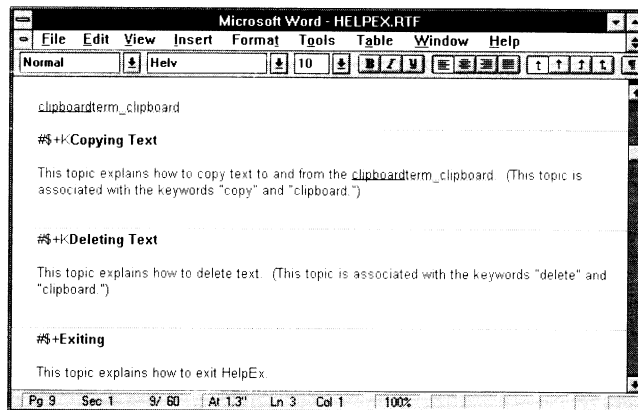 Microsoft Word - HELPEX.RTF
File Edit View Insert Format Tools Table Window Help
Normal Helv 10 B I U
clipboardterm_clipboard
#$+KCopying Text
This topic explains how to copy text to and from the clipboardterm_clipboard. (This topic is
associated with the keywords "copy" and "clipboard.")
#$+KDeleting Text
This topic explains how to delete text. (This topic is associated with the keywords "delete" and
"clipboard.")
#$+Exiting
This topic explains how to exit HelpEx.
Pg 9 Sec 1 9/ 60 At 1.3" Ln 3 Col 1 100%